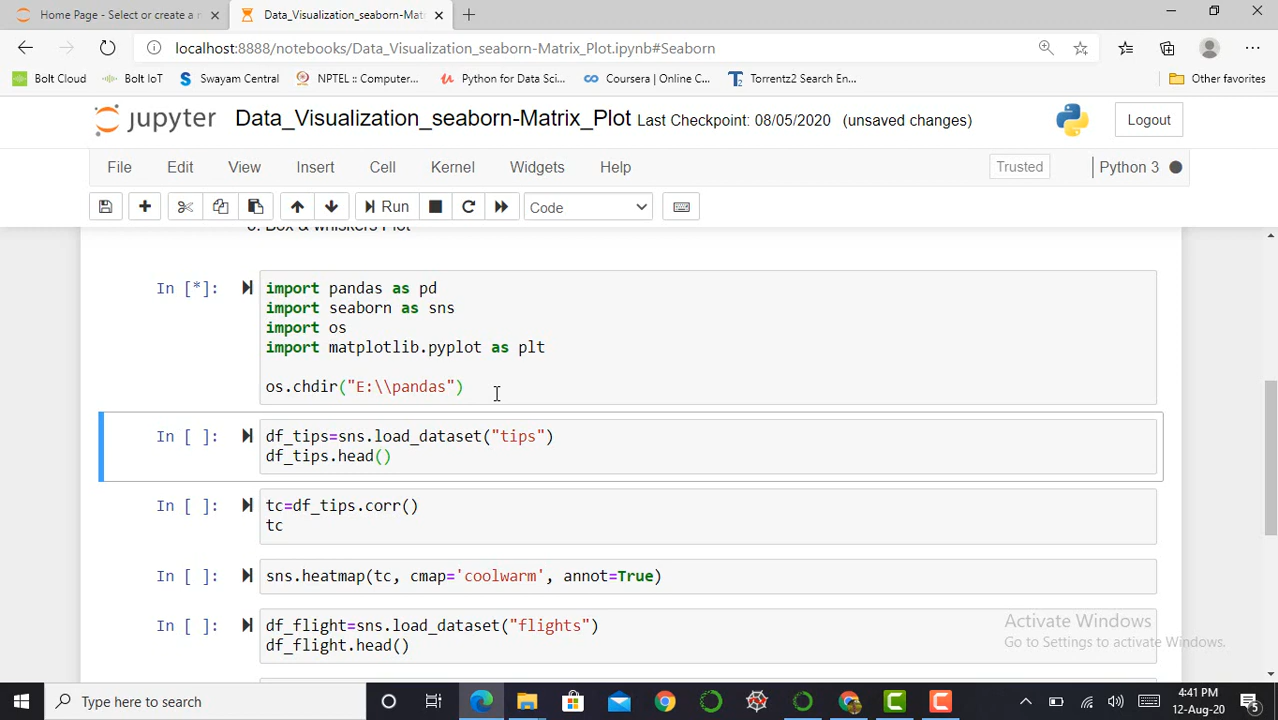 Home Page - Select or create a n
Data_Visualization_seaborn-Matr
localhost:8888/notebooks/Data_Visualization_seaborn-Matrix_Plot.ipynb#Seaborn
Bolt Cloud
Bolt IoT
Swayam Central
NPTEL :: Computer...
Python for Data Sci...
Coursera | Online C...
Torrentz2 Search En...
Other favorites
jupyter Data_Visualization_seaborn-Matrix_Plot Last Checkpoint: 08/05/2020 (unsaved changes)
Logout
File Edit View Insert Cell Kernel Widgets Help
Trusted
Python 3
Run
Code
Box & whiskers Plot
In [*]:
import pandas as pd
import seaborn as sns
import os
import matplotlib.pyplot as plt
os.chdir("E:\\pandas")
In [ ]:
df_tips=sns.load_dataset("tips")
df_tips.head()
In [ ]:
tc=df_tips.corr()
tc
In [ ]:
sns.heatmap(tc, cmap='coolwarm', annot=True)
In [ ]:
df_flight=sns.load_dataset("flights")
df_flight.head()
Activate Windows
Go to Settings to activate Windows.
Type here to search
4:41 PM
12-Aug-20
5